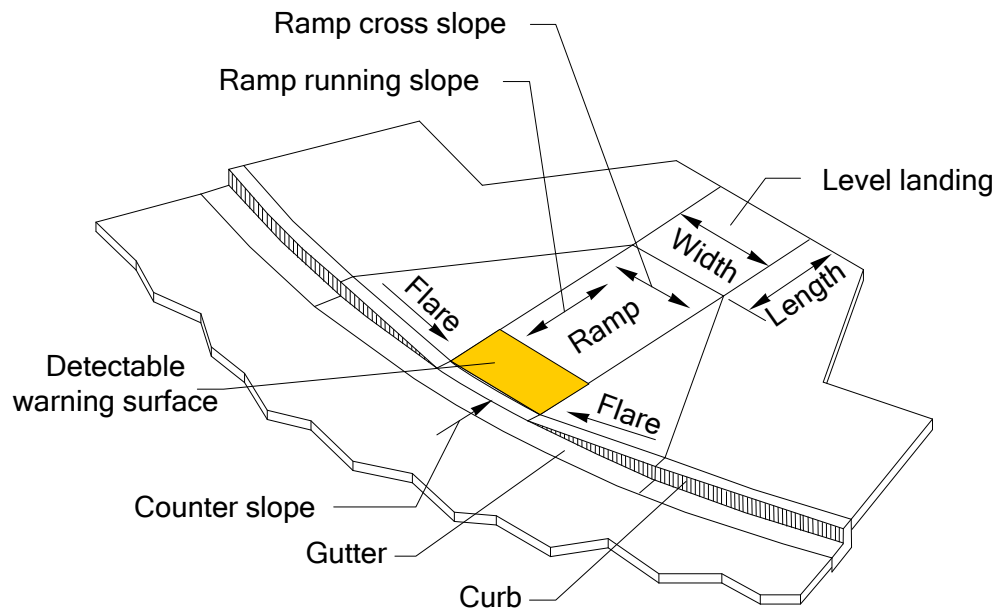 Ramp cross slope
Ramp running slope
Level landing
Width
Length
Flare
Ramp
Detectable
warning surface
Flare
Counter slope
Gutter
Curb